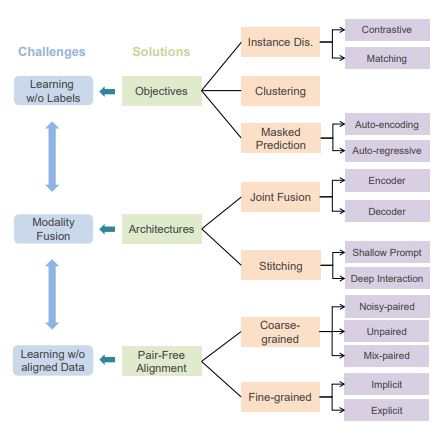 Challenges
Solutions
Learning
w/o Labels
Objectives
Instance Dis.
Contrastive
Matching
Clustering
Masked
Prediction
Auto-encoding
Auto-regressive
Modality
Fusion
Architectures
Joint Fusion
Encoder
Decoder
Stitching
Shallow Prompt
Deep Interaction
Learning w/o
aligned Data
Pair-Free
Alignment
Coarse-
grained
Noisy-paired
Unpaired
Mix-paired
Fine-grained
Implicit
Explicit